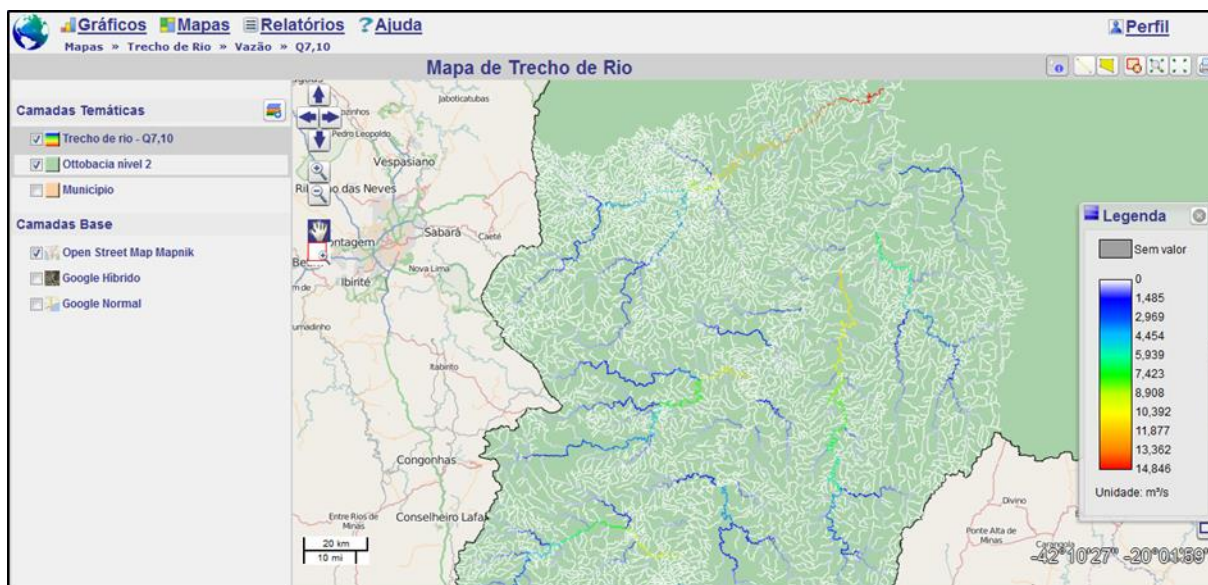 Gráficos Mapas Relatórios Ajuda Perfil
Mapas » Trecho de Rio » Vazão » Q7,10
Mapa de Trecho de Rio
Camadas Temáticas
Trecho de rio - Q7,10
Ottobacia nível 2
Município
Camadas Base
Open Street Map Mapnik
Google Híbrido
Google Normal
Jaboticatubas
Pedro Leopoldo
Vespasiano
das Neves
Sabará
Caeté
Nova Lima
Ibirité
Itabirito
Congonhas
Entre Rios de
Minas
Conselheiro Lafai
20 km
10 mi
Legenda
Sem valor
0
1,485
2,969
4,454
5,939
7,423
8,908
10,392
11,877
13,362
14,846
Unidade: m³/s
Divino
Ponte Alta de
Minas
Carangola